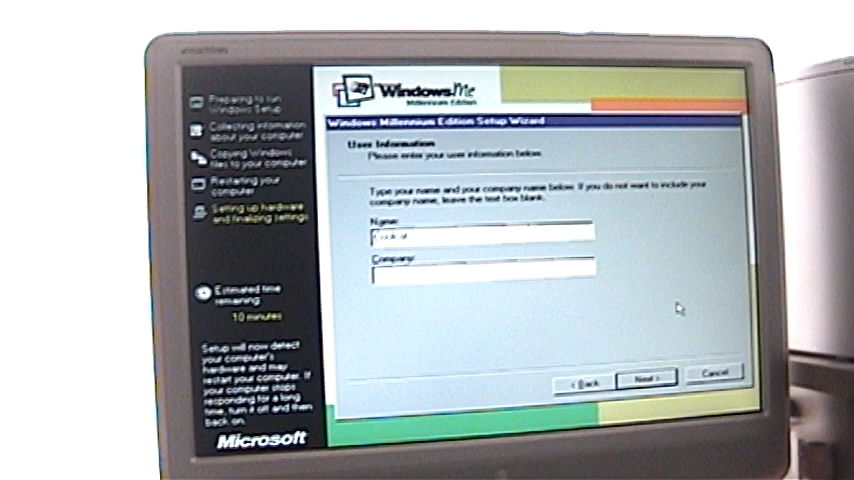 emachines
Preparing to run
Windows Setup
Collecting information
about your computer
Copying Windows
files to your computer
Restarting your
computer
Setting up hardware
and finalizing settings
Estimated time
remaining:
10 minutes
Setup will now detect
your computer's
hardware and may
restart your computer. If
your computer stops
responding for a long
time, turn it off and then
back on.
Microsoft
Windows Me
Millennium Edition
Windows Millennium Edition Setup Wizard
User Information
Please enter your user information below.
Type your name and your company name below. If you do not want to include your
company name, leave the text box blank.
Name:
Company:
< Back
Next >
Cancel